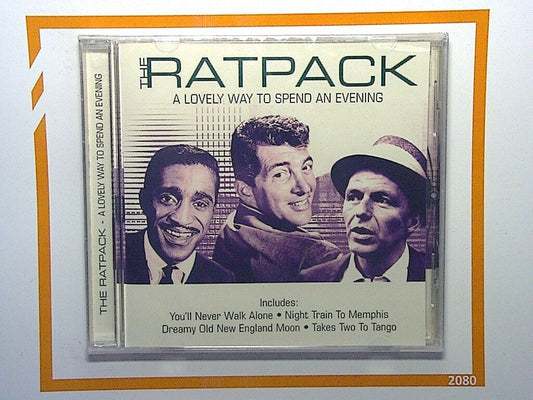 THE RATPACK
A LOVELY WAY TO SPEND AN EVENING
THE RATPACK - A LOVELY WAY TO SPEND AN EVENING
Includes:
You'll Never Walk Alone • Night Train To Memphis
Dreamy Old New England Moon • Takes Two To Tango
2080